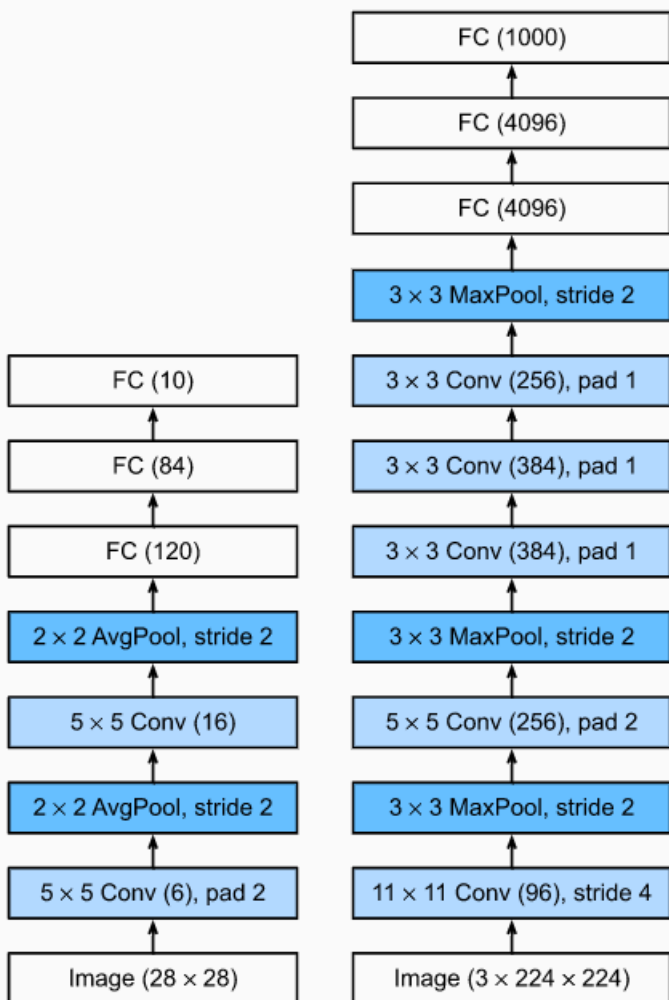 FC (1000)
FC (4096)
FC (4096)
3 × 3 MaxPool, stride 2
FC (10)
3 × 3 Conv (256), pad 1
FC (84)
3 × 3 Conv (384), pad 1
FC (120)
3 × 3 Conv (384), pad 1
2 × 2 AvgPool, stride 2
3 × 3 MaxPool, stride 2
5 × 5 Conv (16)
5 × 5 Conv (256), pad 2
2 × 2 AvgPool, stride 2
3 × 3 MaxPool, stride 2
5 × 5 Conv (6), pad 2
11 × 11 Conv (96), stride 4
Image (28 × 28)
Image (3 × 224 × 224)